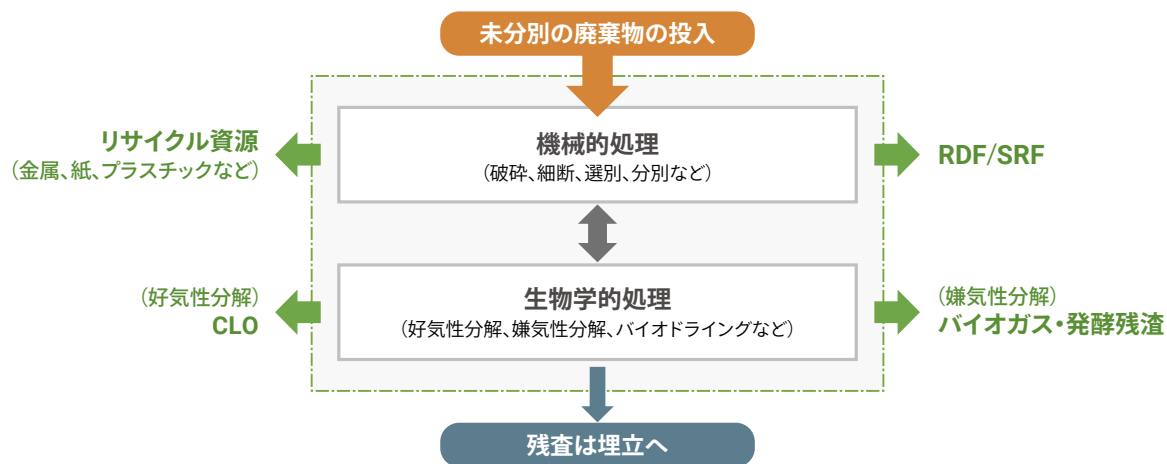 未分別の廃棄物の投入
リサイクル資源
（金属、紙、プラスチックなど）
機械的処理
（破砕、細断、選別、分別など）
RDF/SRF
（好気性分解）
CLO
生物学的処理
（好気性分解、嫌気性分解、バイオドライングなど）
（嫌気性分解）
バイオガス・発酵残渣
残査は埋立へ